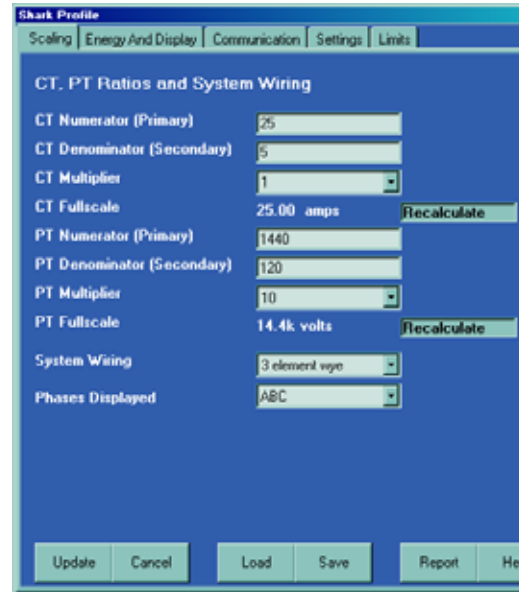 Shark Profile
Scaling Energy And Display Communication Settings Limits
CT, PT Ratios and System Wiring
CT Numerator (Primary) 25
CT Denominator (Secondary) 5
CT Multiplier 1
CT Fullscale 25.00 amps Recalculate
PT Numerator (Primary) 1440
PT Denominator (Secondary) 120
PT Multiplier 10
PT Fullscale 14.4k volts Recalculate
System Wiring 3 element wye
Phases Displayed ABC
Update Cancel Load Save Report He